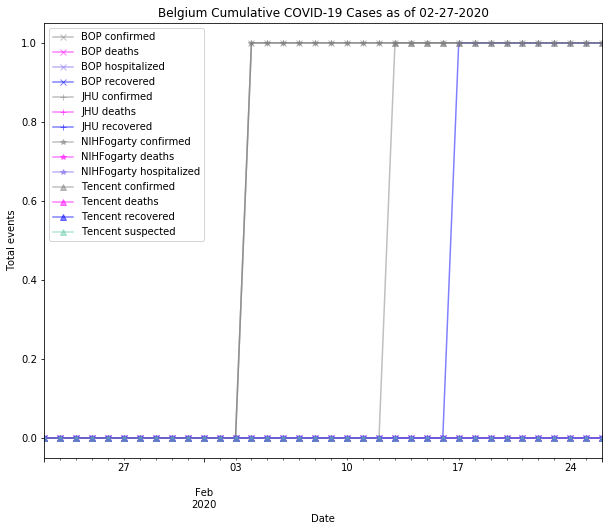 Belgium Cumulative COVID-19 Cases as of 02-27-2020
BOP confirmed
BOP deaths
BOP hospitalized
BOP recovered
JHU confirmed
JHU deaths
JHU recovered
NIHFogarty confirmed
NIHFogarty deaths
NIHFogarty hospitalized
Tencent confirmed
Tencent deaths
Tencent recovered
Tencent suspected
Total events
1.0
0.8
0.6
0.4
0.2
0.0
27 03 10 17 24
Feb
2020
Date